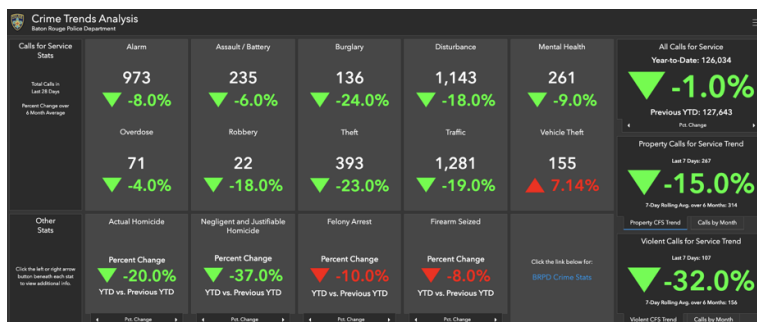 Crime Trends Analysis
Baton Rouge Police
Department
Calls for Service
Stats
Total Calls in
Last 28 Days
Percent Change over
6 Month Average
Alarm
973
-8.0%
Assault / Battery
235
-6.0%
Burglary
136
-24.0%
Disturbance
1,143
-18.0%
Mental Health
261
-9.0%
Overdose
71
-4.0%
Robbery
22
-18.0%
Theft
393
-23.0%
Traffic
1,281
-19.0%
Vehicle Theft
155
7.14%
Other
Stats
Click the left or right arrow
button beneath each stat
to view additional info.
Actual Homicide
Percent Change
-20.0%
YTD vs. Previous YTD
Pct. Change
Negligent and Justifiable
Homicide
Percent Change
-37.0%
YTD vs. Previous YTD
Pct. Change
Felony Arrest
Percent Change
-10.0%
YTD vs. Previous YTD
Pct. Change
Firearm Seized
Percent Change
-8.0%
YTD vs. Previous YTD
Pct. Change
Click the link below for:
BRPD Crime Stats
All Calls for Service
Year-to-Date: 126,034
-1.0%
Previous YTD: 127,643
Pct. Change
Property Calls for Service Trend
Last 7 Days: 267
-15.0%
7-Day Rolling Avg. over 6 Months: 314
Property CFS Trend
Calls by Month
Violent Calls for Service Trend
Last 7 Days: 107
-32.0%
7-Day Rolling Avg. over 6 Months: 156
Violent CFS Trend
Calls by Month